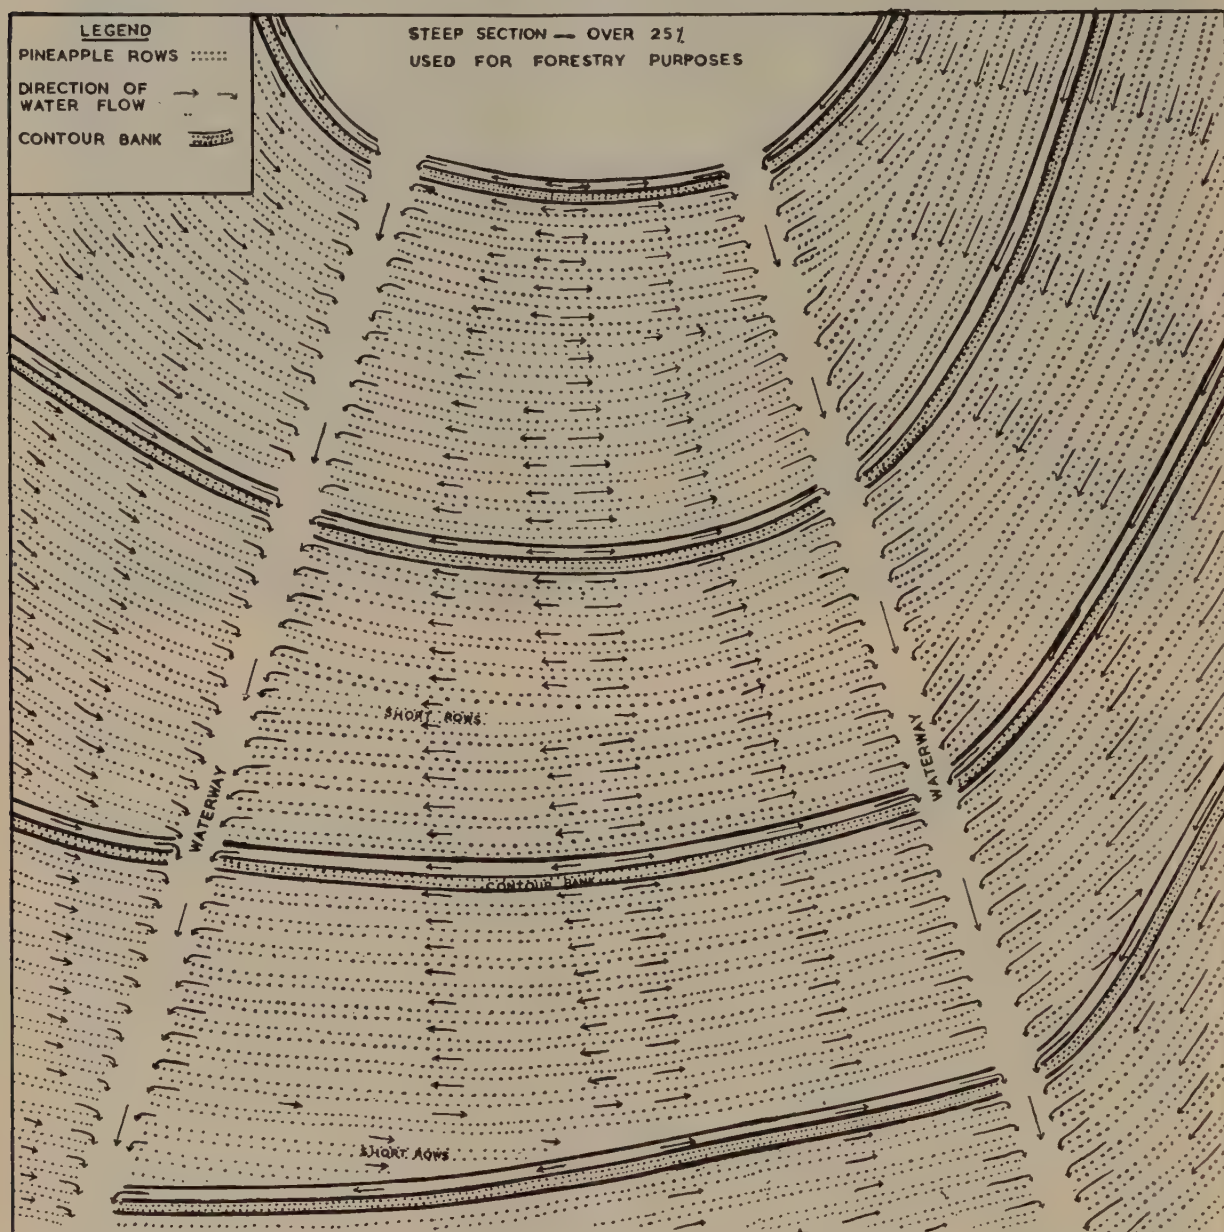 LEGEND
PINEAPPLE ROWS
DIRECTION OF
WATER FLOW
CONTOUR BANK
STEEP SECTION — OVER 25%
USED FOR FORESTRY PURPOSES
SHORT ROWS
WATERWAY
WATERWAY
CONTOUR BANK
SHORT ROWS